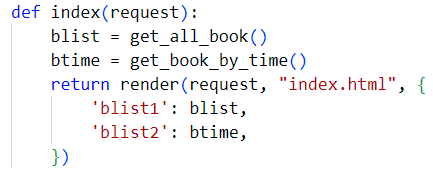 def index(request):
    blist = get_all_book()
    btime = get_book_by_time()
    return render(request, "index.html", {
        'blist1': blist,
        'blist2': btime,
    })